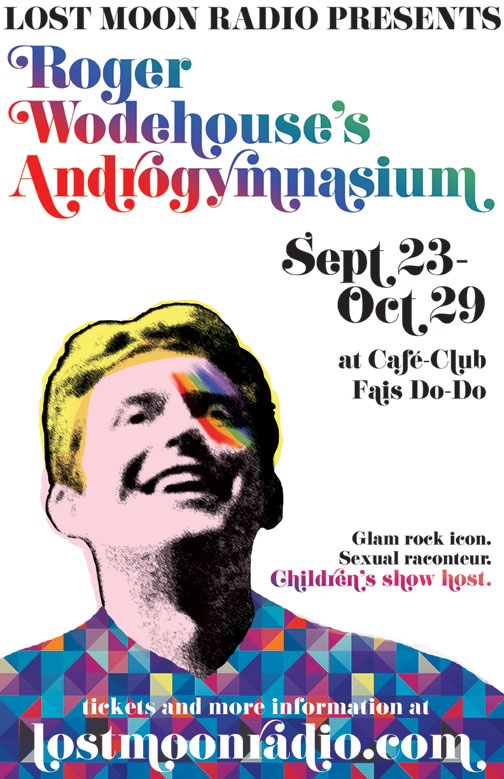 LOST MOON RADIO PRESENTS
Roger
Wodehouse's
Androgymnasium
Sept 23-
Oct 29
at Café-Club
Fais Do-Do
Glam rock icon.
Sexual raconteur.
Children's show host.
tickets and more information at
lostmoonradio.com